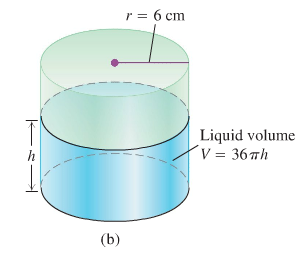 r = 6 cm
Liquid volume
V = 36πh
h
(b)